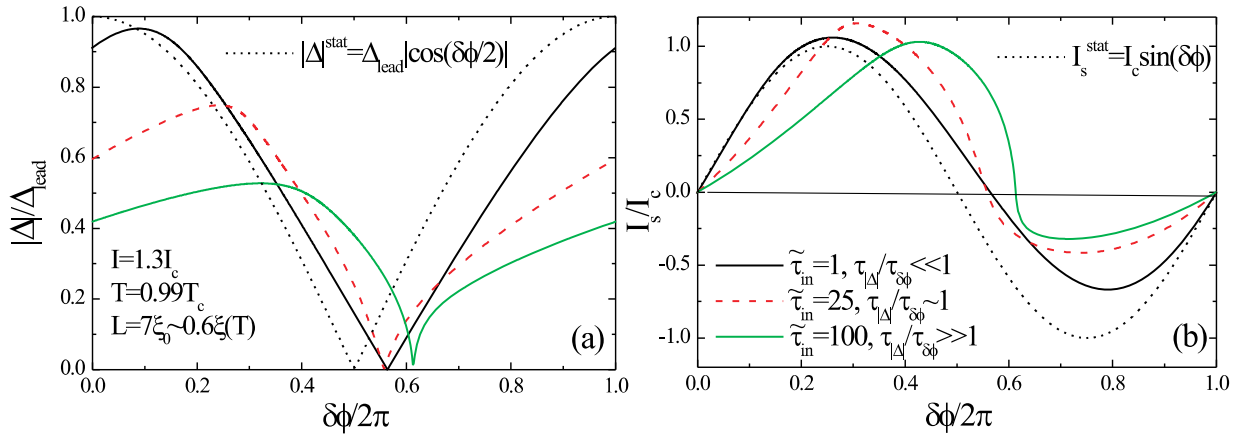 1.0
0.8
0.6
0.4
0.2
0.0
|Δ|/Δ_lead
|Δ|^stat=Δ_lead|cos(δϕ/2)|
I=1.3I_c
T=0.99T_c
L=7ξ_0~0.6ξ(T)
(a)
0.0 0.2 0.4 0.6 0.8 1.0
δϕ/2π
1.0
0.5
0.0
-0.5
-1.0
I_s/I_c
I_s^stat=I_c sin(δϕ)
τ̃_in=1, τ_|Δ|/τ_δϕ<<1
τ̃_in=25, τ_|Δ|/τ_δϕ~1
τ̃_in=100, τ_|Δ|/τ_δϕ>>1
(b)
0.0 0.2 0.4 0.6 0.8 1.0
δϕ/2π